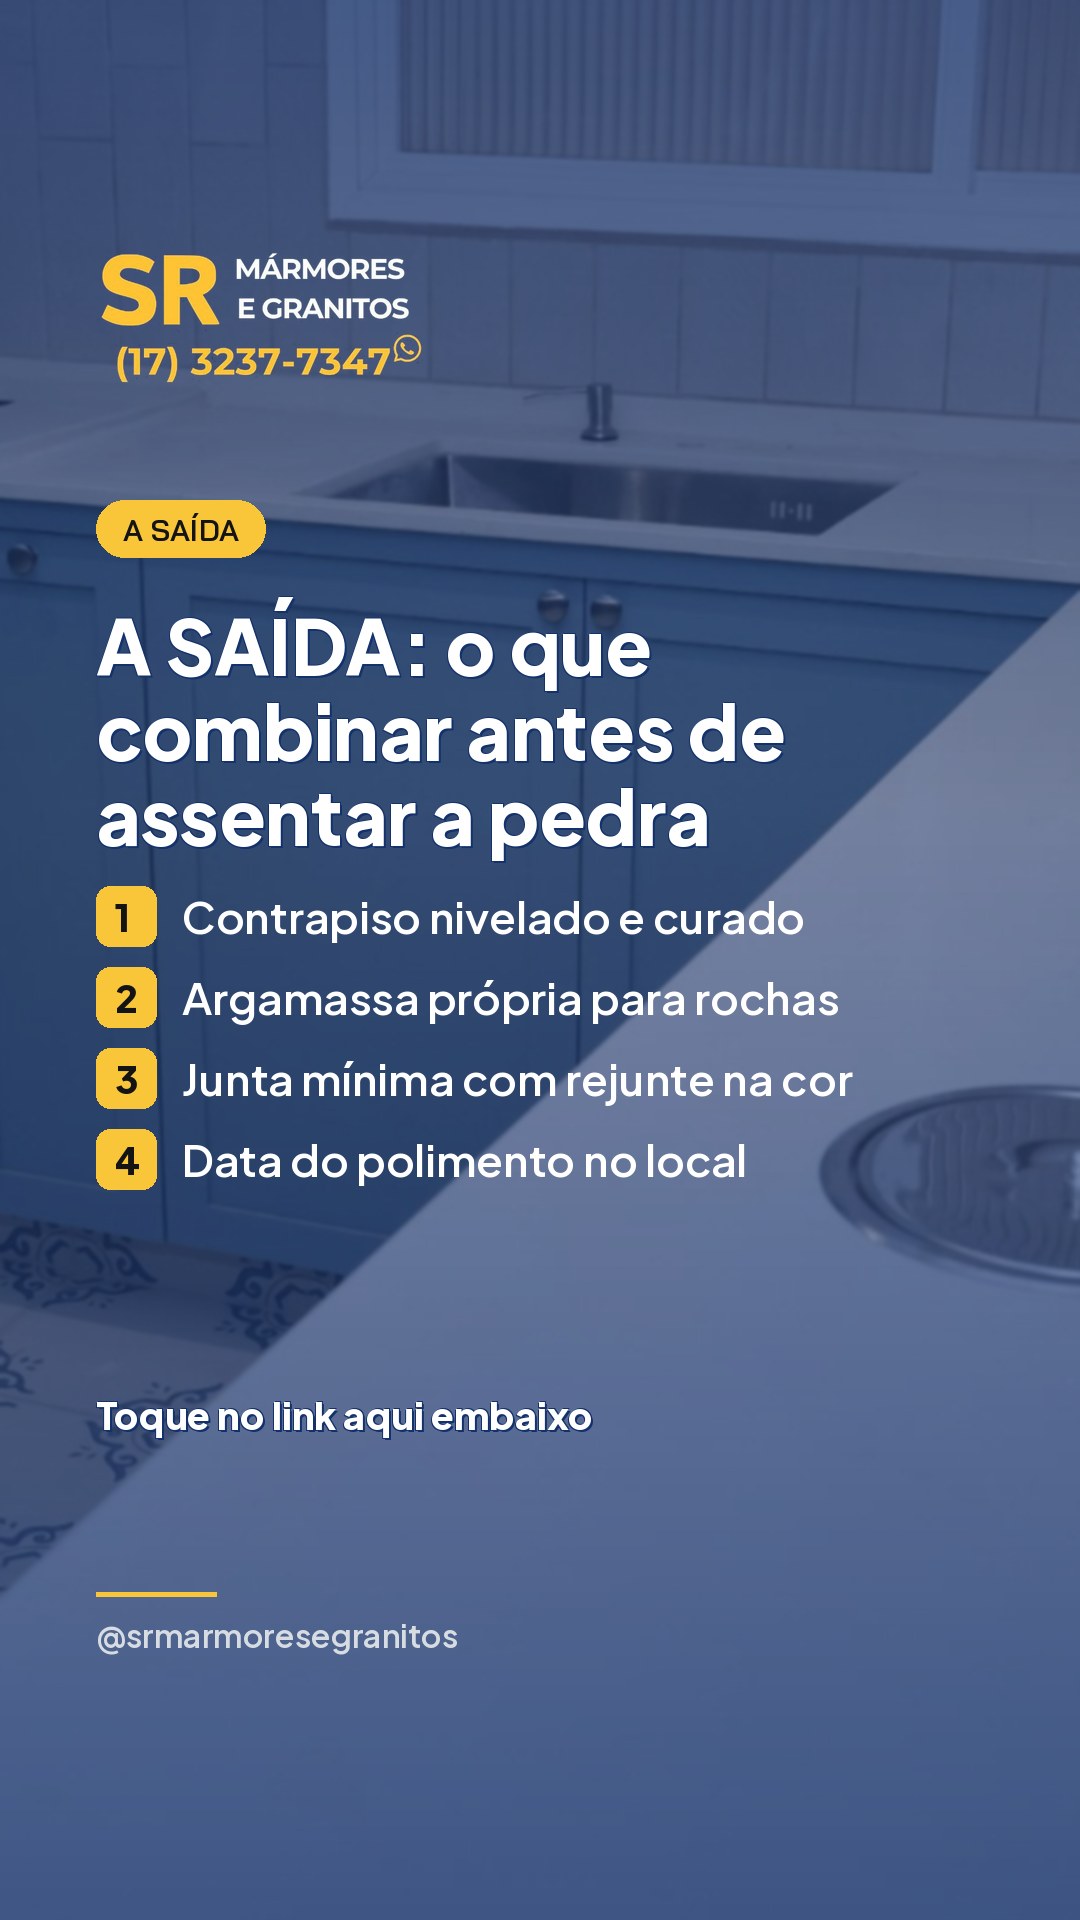 SR MÁRMORES
E GRANITOS
(17) 3237-7347
A SAÍDA
A SAÍDA: o que
combinar antes de
assentar a pedra
1 Contrapiso nivelado e curado
2 Argamassa própria para rochas
3 Junta mínima com rejunte na cor
4 Data do polimento no local
Toque no link aqui embaixo
@srmarmoresegranitos